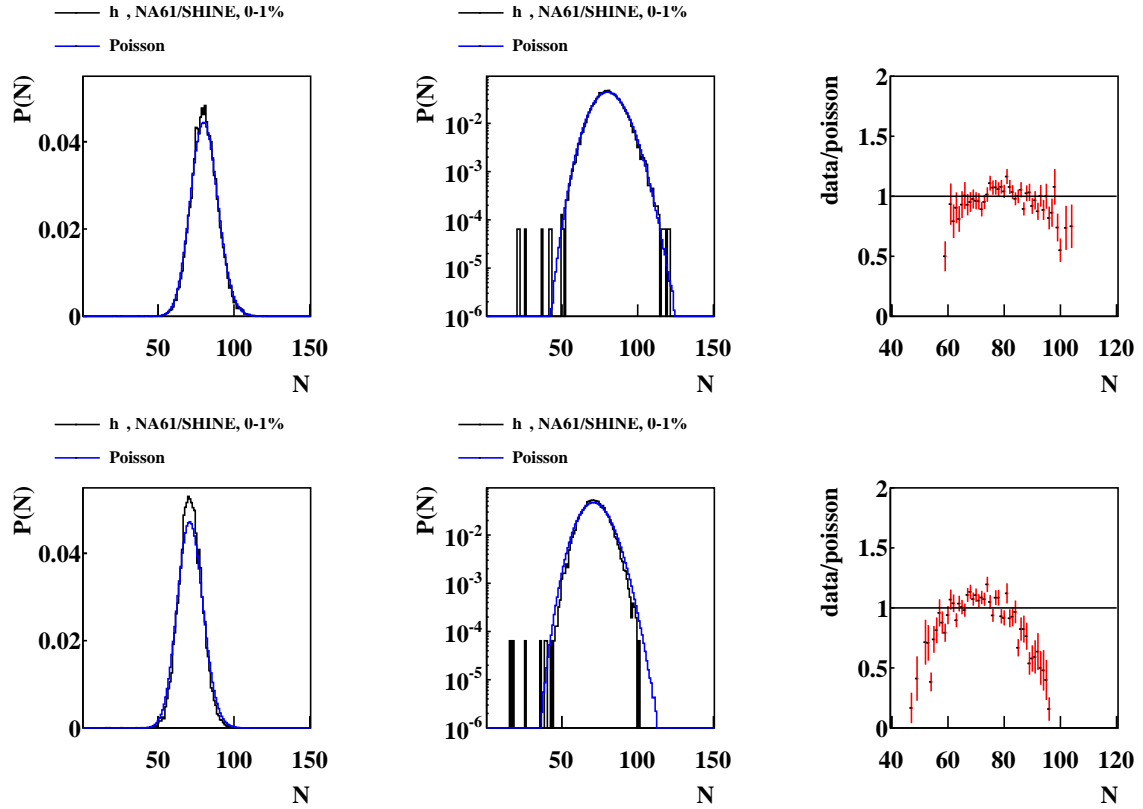 h , NA61/SHINE, 0-1%
Poisson
P(N)
0.04
0.02
0
50 100 150
N
h , NA61/SHINE, 0-1%
Poisson
P(N)
10-2
10-3
10-4
10-5
10-6
50 100 150
N
data/poisson
2
1.5
1
0.5
0
40 60 80 100 120
N
h , NA61/SHINE, 0-1%
Poisson
P(N)
0.04
0.02
0
50 100 150
N
h , NA61/SHINE, 0-1%
Poisson
P(N)
10-2
10-3
10-4
10-5
10-6
50 100 150
N
data/poisson
2
1.5
1
0.5
0
40 60 80 100 120
N